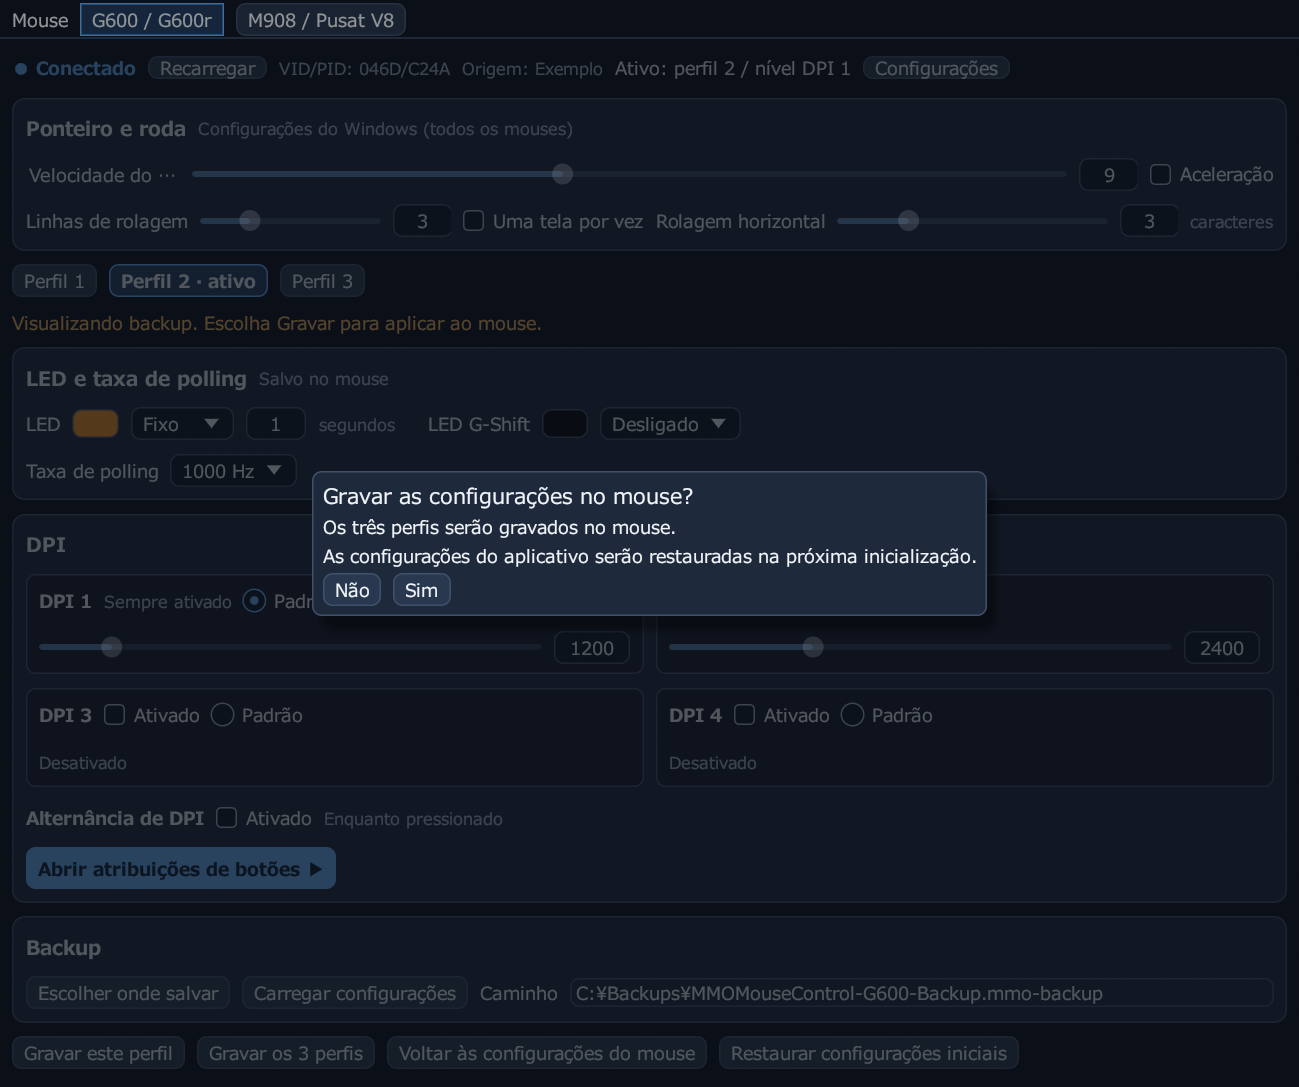 Mouse G600 / G600r M908 / Pusat V8
Conectado Recarregar VID/PID: 046D/C24A Origem: Exemplo Ativo: perfil 2 / nível DPI 1 Configurações
Ponteiro e roda Configurações do Windows (todos os mouses)
Velocidade do ⋯ 9 Aceleração
Linhas de rolagem 3 Uma tela por vez Rolagem horizontal 3 caracteres
Perfil 1 Perfil 2 · ativo Perfil 3
Visualizando backup. Escolha Gravar para aplicar ao mouse.
LED e taxa de polling Salvo no mouse
LED Fixo 1 segundos LED G-Shift Desligado
Taxa de polling 1000 Hz
Gravar as configurações no mouse?
Os três perfis serão gravados no mouse.
As configurações do aplicativo serão restauradas na próxima inicialização.
Não Sim
DPI
DPI 1 Sempre ativado
1200 2400
DPI 3 Ativado Padrão DPI 4 Ativado Padrão
Desativado Desativado
Alternância de DPI Ativado Enquanto pressionado
Abrir atribuições de botões ▶
Backup
Escolher onde salvar Carregar configurações Caminho C:¥Backups¥MMOMouseControl-G600-Backup.mmo-backup
Gravar este perfil Gravar os 3 perfis Voltar às configurações do mouse Restaurar configurações iniciais